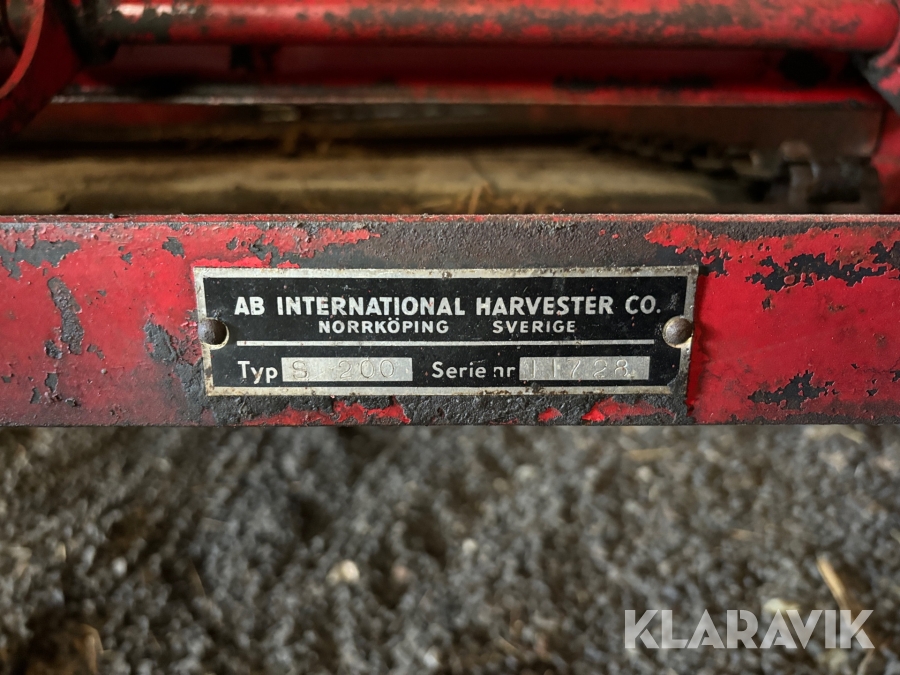 AB INTERNATIONAL HARVESTER CO.
NORRKÖPING SVERIGE
Typ S 200 Serie nr 11728
KLARAVIK